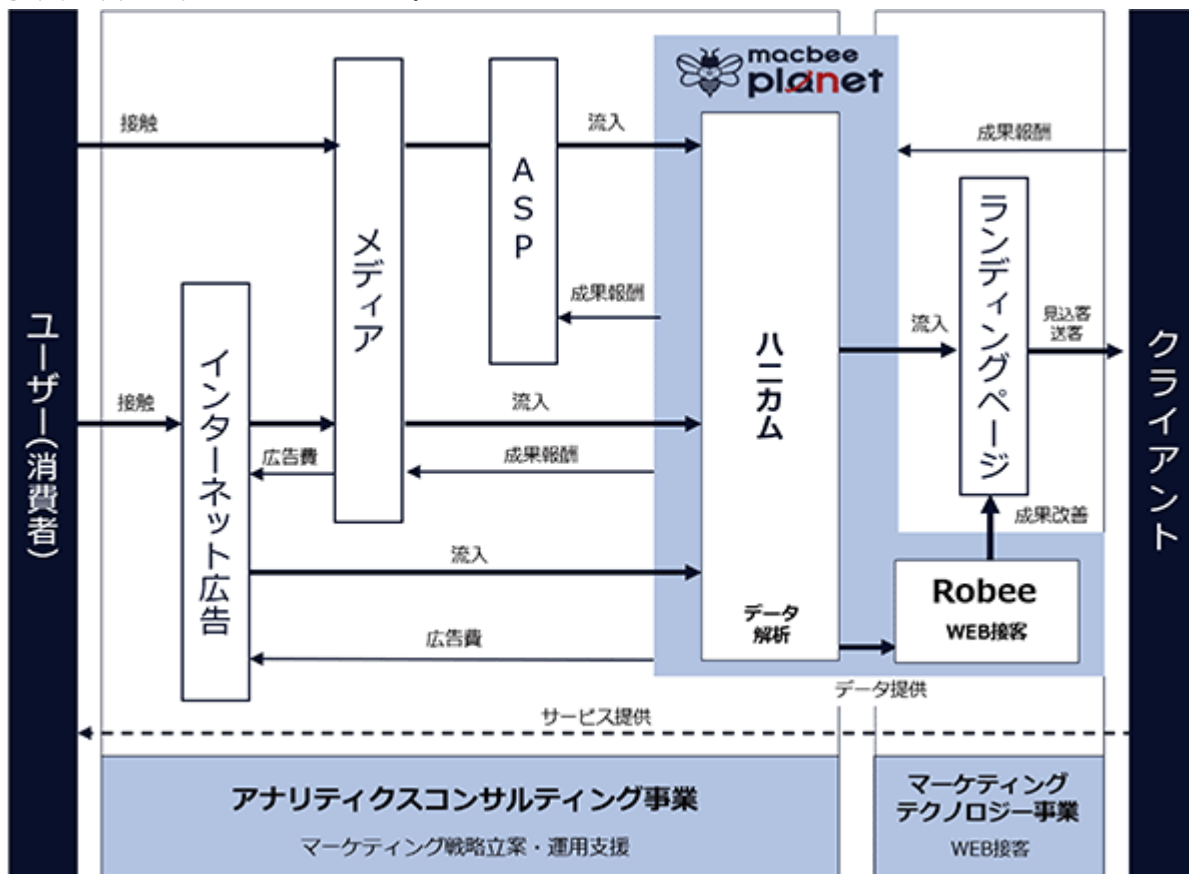 macbee
planet
接触
流入
成果報酬
ASP
メディア
ランディングページ
成果報酬
ユーザー(消費者)
インターネット広告
ハニカム
流入
見込客
送客
クライアント
接触
流入
広告費
成果報酬
成果改善
流入
Robee
WEB接客
データ
解析
広告費
データ提供
サービス提供
アナリティクスコンサルティング事業
マーケティング戦略立案・運用支援
マーケティング
テクノロジー事業
WEB接客